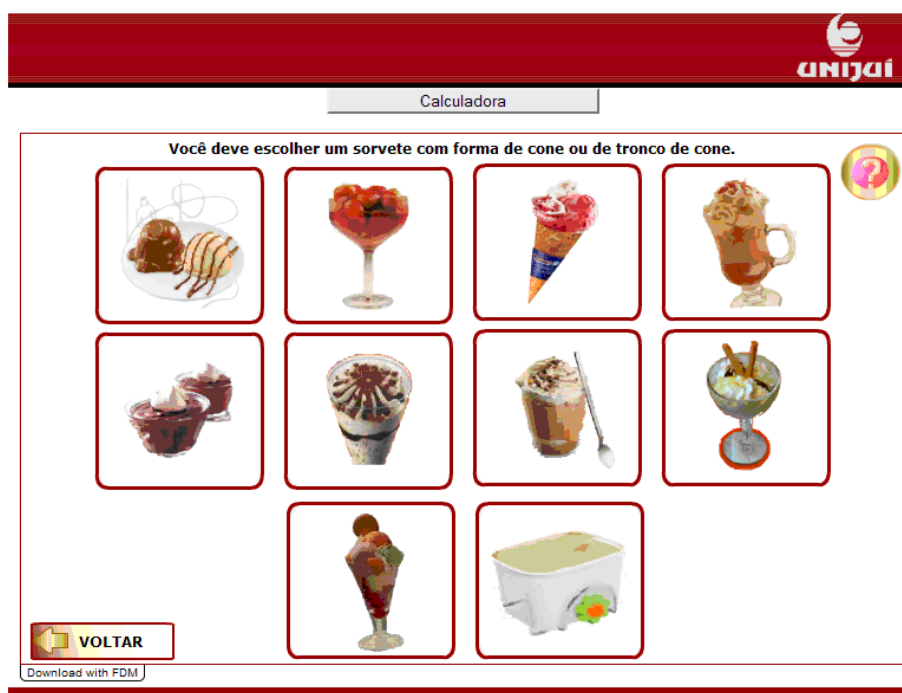 UNIJUÍ
Calculadora
Você deve escolher um sorvete com forma de cone ou de tronco de cone.
?
VOLTAR
Download with FDM